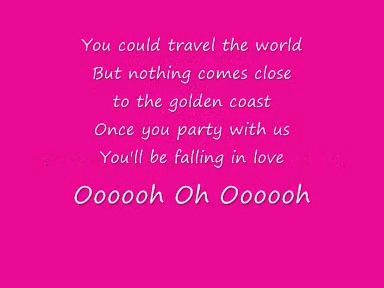 You could travel the world
But nothing comes close
to the golden coast
Once you party with us
You'll be falling in love
Oooooh Oh Oooooh